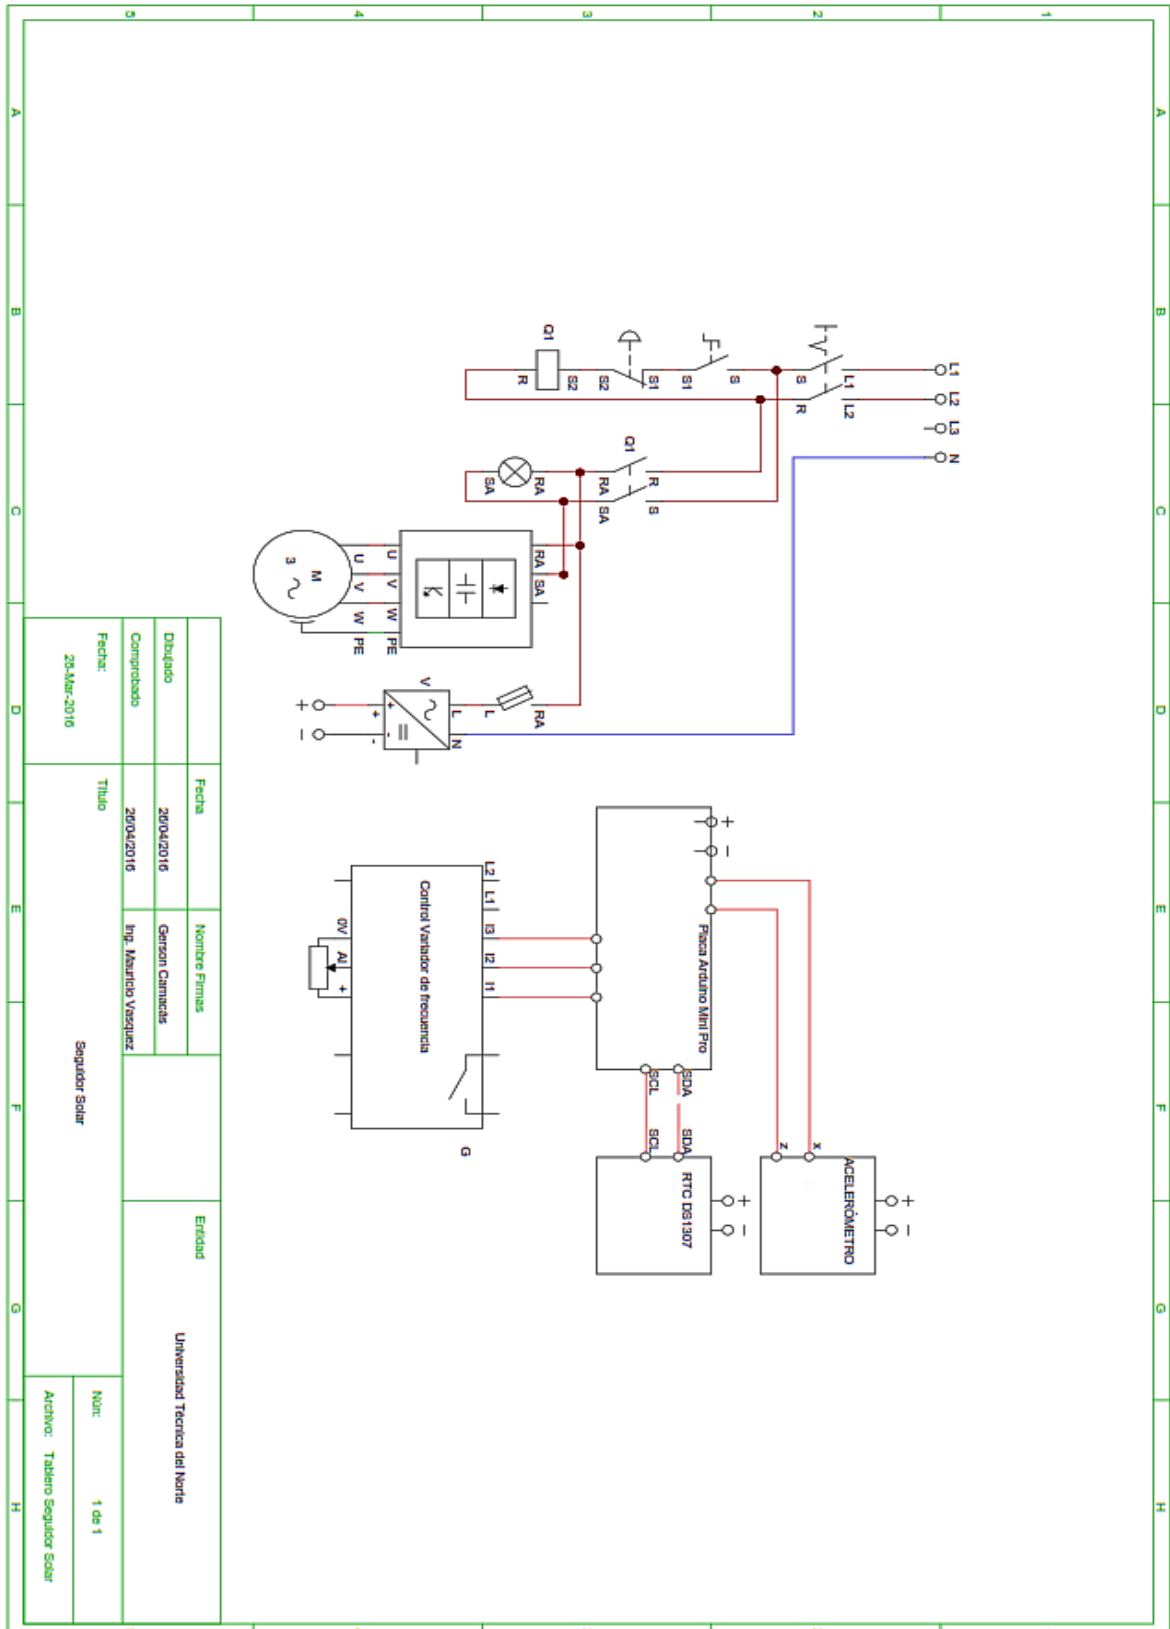 A B C D E F G H
1
L1
L2
L3
N
2
L1 L2
S R
+ -
+ -
ACELERÓMETRO
x
z
+ -
S
S1
Placa Arduino Mini Pro
RTC DS1307
SDA SDA
SCL SCL
S1
R S
Q1
S2
RA SA
3
S2
Q1
R
RA
SA
RA SA
RA
L
L N
V
+ -
+ -
U V W PE
U V W PE
M
3
L2 L1 I3 I2 I1
Control Variador de frecuencia
G
0V AI +
4
Fecha
Nombre Firmas
Entidad
Dibujado
26/04/2016
Gerson Camacás
Universidad Técnica del Norte
Comprobado
26/04/2016
Ing. Mauricio Vasquez
Fecha:
26-Mar-2016
Título
Seguidor Solar
Núm: 1 de 1
Archivo: Tablero Seguidor Solar
5
A B C D E F G H